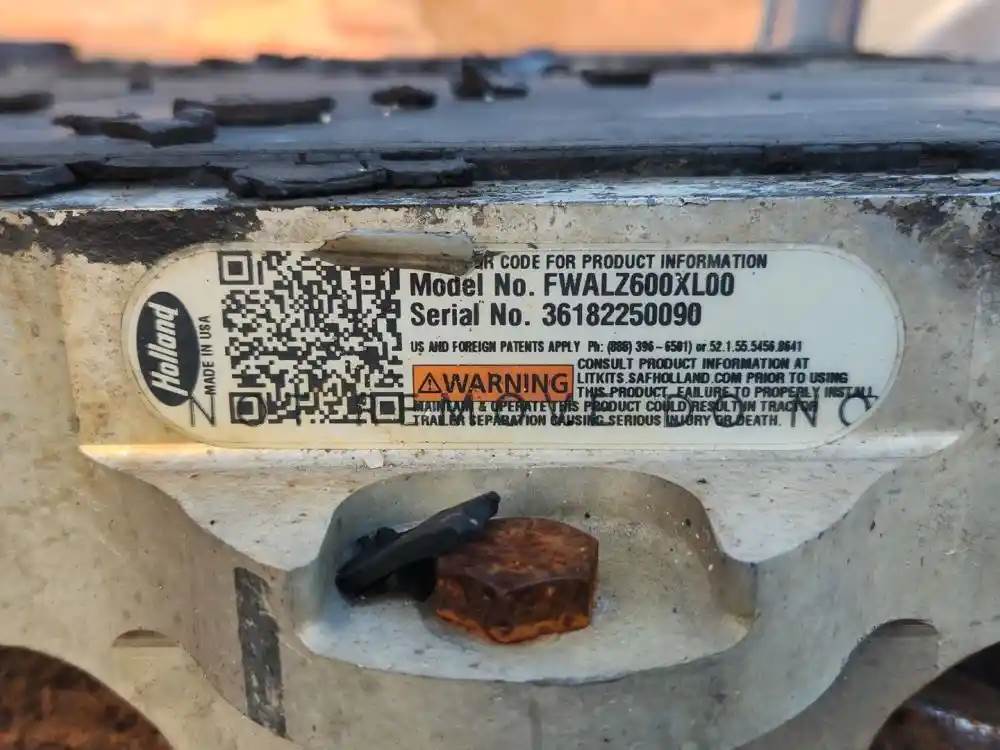 QR CODE FOR PRODUCT INFORMATION
Model No. FWALZ600XL00
Serial No. 36182250090
Holland
MADE IN USA
US AND FOREIGN PATENTS APPLY Ph: (888) 396-6501) or 52.1.55.5456.8641
WARNING
CONSULT PRODUCT INFORMATION AT
LITKITS.SAFHOLLAND.COM PRIOR TO USING
THIS PRODUCT. FAILURE TO PROPERLY INSTALL
MAINTAIN & OPERATE THIS PRODUCT COULD RESULT IN TRACTOR
TRAILER SEPARATION CAUSING SERIOUS INJURY OR DEATH.